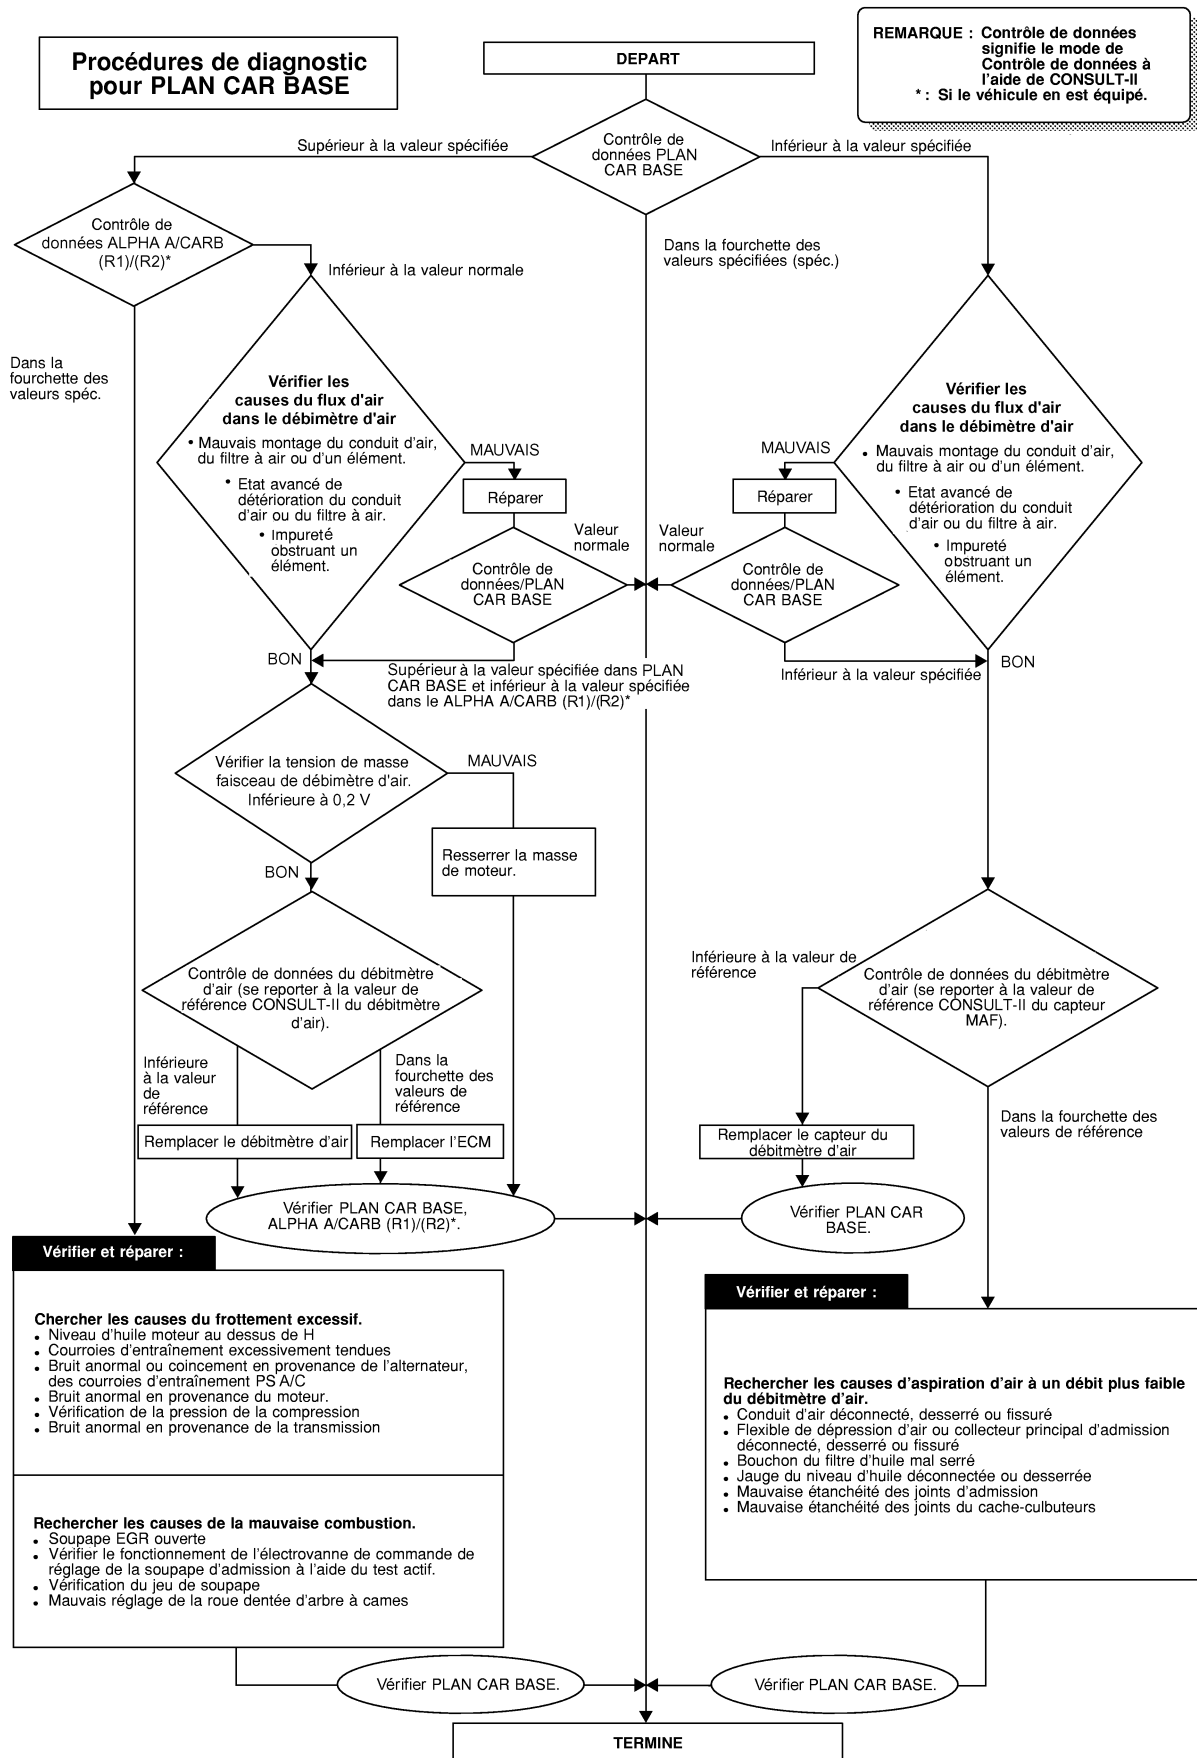 Procédures de diagnostic
pour PLAN CAR BASE
DEPART
REMARQUE : Contrôle de données
signifie le mode de
Contrôle de données à
l'aide de CONSULT-II
* : Si le véhicule en est équipé.
Supérieur à la valeur spécifiée
Contrôle de
données PLAN
CAR BASE
Inférieur à la valeur spécifiée
Contrôle de
données ALPHA A/CARB
(R1)/(R2)*
Inférieur à la valeur normale
Dans la fourchette des
valeurs spécifiées (spéc.)
Dans la
fourchette des
valeurs spéc.
Vérifier les
causes du flux d'air
dans le débimètre d'air
• Mauvais montage du conduit d'air,
du filtre à air ou d'un élément.
• Etat avancé de
détérioration du conduit
d'air ou du filtre à air.
• Impureté
obstruant un
élément.
MAUVAIS
Réparer
Valeur
normale
Contrôle de
données/PLAN
CAR BASE
MAUVAIS
Réparer
Valeur
normale
Contrôle de
données/PLAN
CAR BASE
Vérifier les
causes du flux d'air
dans le débimètre d'air
• Mauvais montage du conduit d'air,
du filtre à air ou d'un élément.
• Etat avancé de
détérioration du conduit
d'air ou du filtre à air.
• Impureté
obstruant un
élément.
BON
Supérieur à la valeur spécifiée dans PLAN
CAR BASE et inférieur à la valeur spécifiée
dans le ALPHA A/CARB (R1)/(R2)*
Inférieur à la valeur spécifiée
BON
Vérifier la tension de masse
faisceau de débimètre d'air.
Inférieure à 0,2 V
MAUVAIS
Resserrer la masse
de moteur.
BON
Contrôle de données du débitmètre
d'air (se reporter à la valeur de
référence CONSULT-II du débitmètre
d'air).
Inférieure à la valeur de
référence
Contrôle de données du débitmètre
d'air (se reporter à la valeur de
référence CONSULT-II du capteur
MAF).
Inférieure
à la valeur
de
référence
Dans la
fourchette des
valeurs de
référence
Dans la fourchette des
valeurs de référence
Remplacer le débitmètre d'air
Remplacer l'ECM
Remplacer le capteur du
débitmètre d'air
Vérifier PLAN CAR BASE,
ALPHA A/CARB (R1)/(R2)*.
Vérifier PLAN CAR
BASE.
Vérifier et réparer :
Chercher les causes du frottement excessif.
• Niveau d'huile moteur au dessus de H
• Courroies d'entraînement excessivement tendues
• Bruit anormal ou coincement en provenance de l'alternateur,
des courroies d'entraînement PS A/C
• Bruit anormal en provenance du moteur.
• Vérification de la pression de la compression
• Bruit anormal en provenance de la transmission
Rechercher les causes de la mauvaise combustion.
• Soupape EGR ouverte
• Vérifier le fonctionnement de l'électrovanne de commande de
réglage de la soupape d'admission à l'aide du test actif.
• Vérification du jeu de soupape
• Mauvais réglage de la roue dentée d'arbre à cames
Vérifier et réparer :
Rechercher les causes d'aspiration d'air à un débit plus faible
du débitmètre d'air.
• Conduit d'air déconnecté, desserré ou fissuré
• Flexible de dépression d'air ou collecteur principal d'admission
déconnecté, desserré ou fissuré
• Bouchon du filtre d'huile mal serré
• Jauge du niveau d'huile déconnectée ou desserrée
• Mauvaise étanchéité des joints d'admission
• Mauvaise étanchéité des joints du cache-culbuteurs
Vérifier PLAN CAR BASE.
Vérifier PLAN CAR BASE.
TERMINE